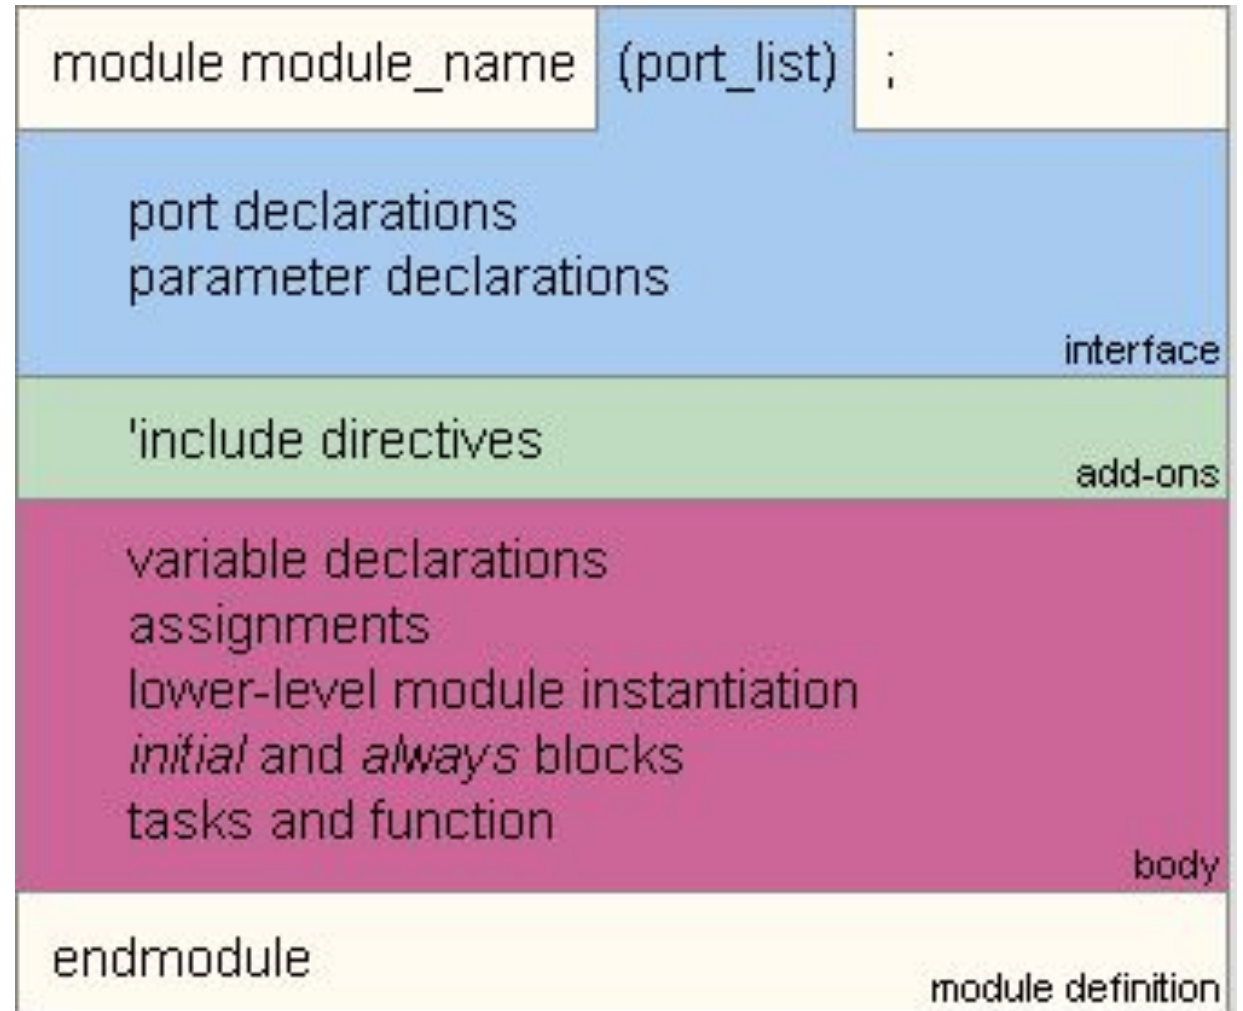 module module_name (port_list) ;
port declarations
parameter declarations
interface
'include directives
add-ons
variable declarations
assignments
lower-level module instantiation
initial and always blocks
tasks and function
body
endmodule
module definition